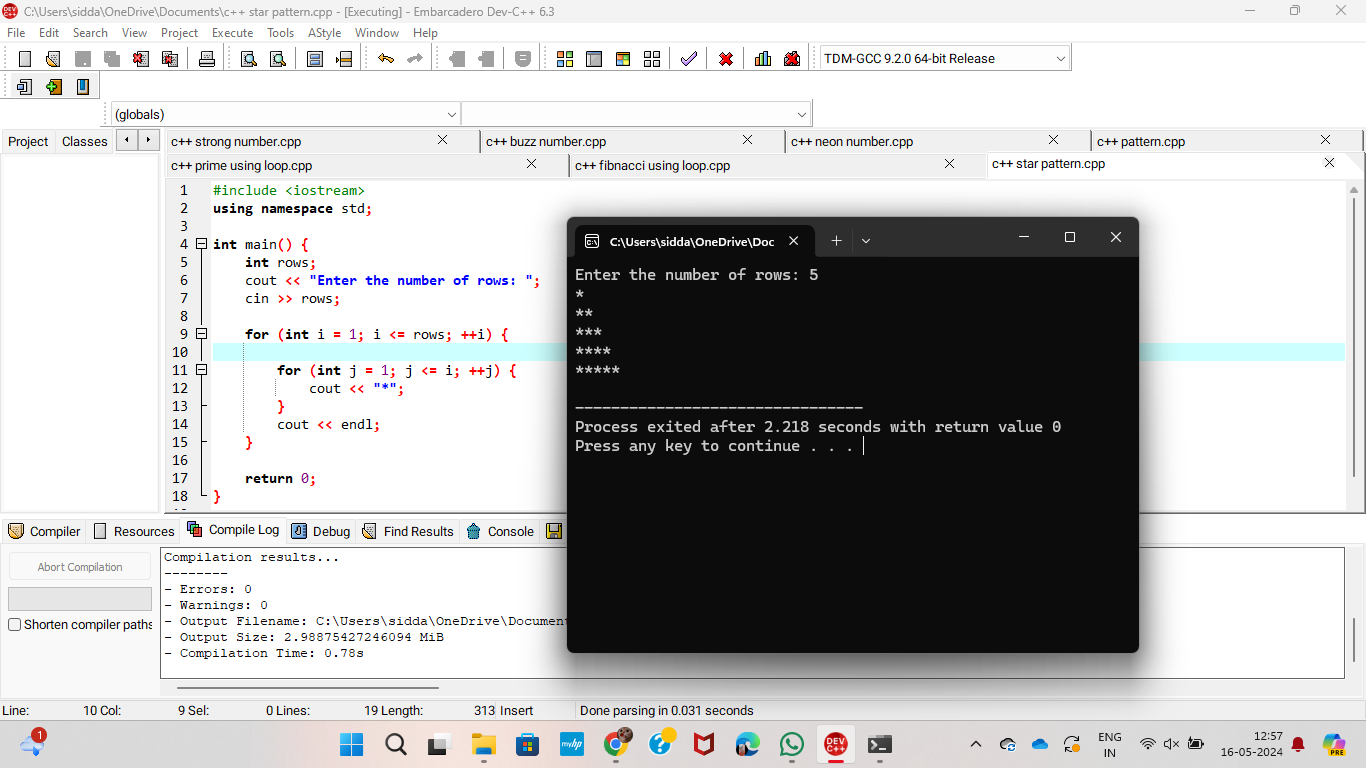 C:\Users\sidda\OneDrive\Documents\c++ star pattern.cpp - [Executing] - Embarcadero Dev-C++ 6.3
File Edit Search View Project Execute Tools AStyle Window Help
TDM-GCC 9.2.0 64-bit Release
(globals)
Project Classes
c++ strong number.cpp c++ buzz number.cpp c++ neon number.cpp c++ pattern.cpp
c++ prime using loop.cpp c++ fibnacci using loop.cpp c++ star pattern.cpp
1 #include <iostream>
2 using namespace std;
3
4 int main() {
5 int rows;
6 cout << "Enter the number of rows: ";
7 cin >> rows;
8
9 for (int i = 1; i <= rows; ++i) {
10
11 for (int j = 1; j <= i; ++j) {
12 cout << "*";
13 }
14 cout << endl;
15 }
16
17 return 0;
18 }
C:\Users\sidda\OneDrive\Doc
Enter the number of rows: 5
*
**
***
****
*****
--------------------------------
Process exited after 2.218 seconds with return value 0
Press any key to continue . . .
Compiler Resources Compile Log Debug Find Results Console
Abort Compilation
Shorten compiler paths
Compilation results...
--------
- Errors: 0
- Warnings: 0
- Output Filename: C:\Users\sidda\OneDrive\Documen
- Output Size: 2.98875427246094 MiB
- Compilation Time: 0.78s
Line: 10 Col: 9 Sel: 0 Lines: 19 Length: 313 Insert Done parsing in 0.031 seconds
1
myhp
DEV C++
ENG
IN
12:57
16-05-2024
PRE